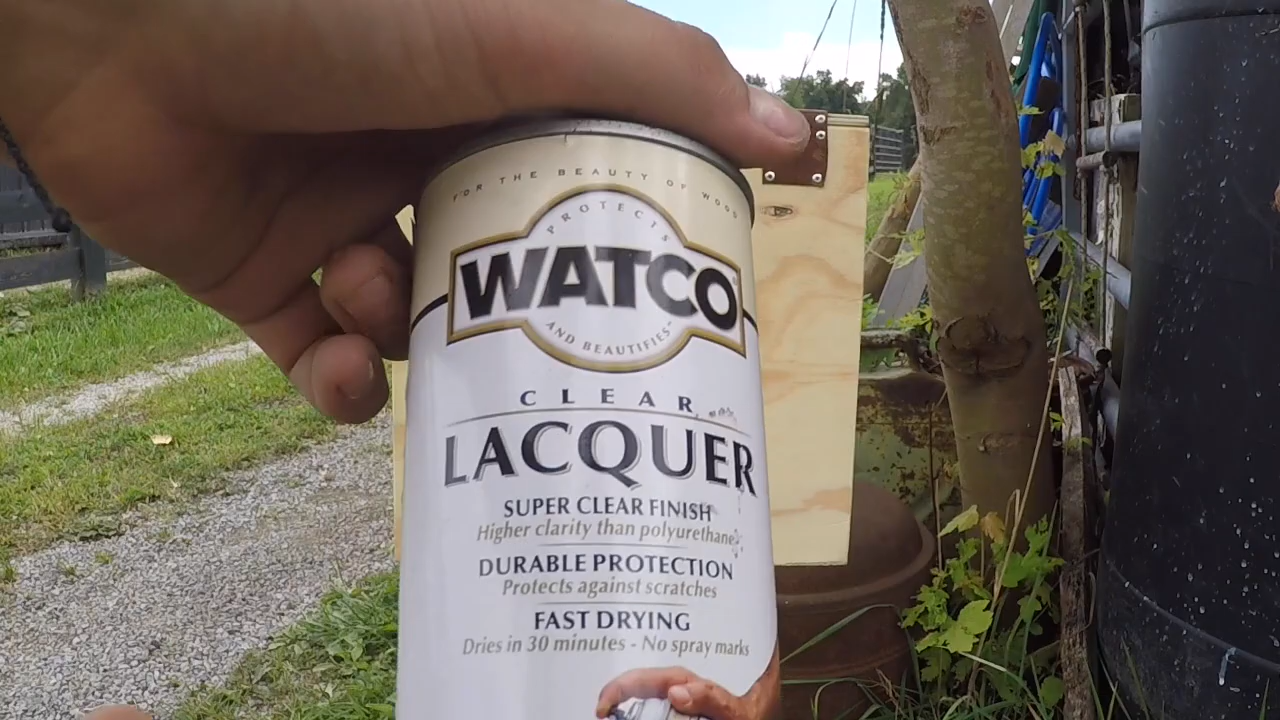 FOR THE BEAUTY OF WOOD
PROTECTS
WATCO
AND BEAUTIFIES
CLEAR
LACQUER
SUPER CLEAR FINISH
Higher clarity than polyurethane
DURABLE PROTECTION
Protects against scratches
FAST DRYING
Dries in 30 minutes - No spray marks